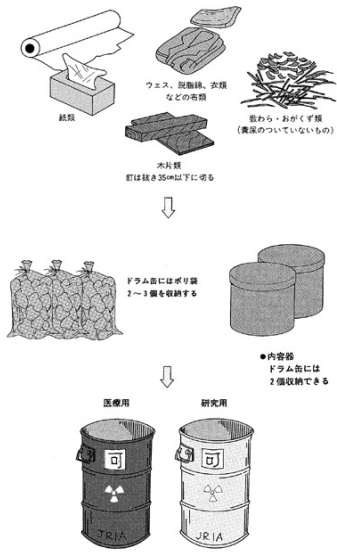 紙類
ウェス、脱脂綿、衣類
などの布類
敷わら・おがくず類
(糞尿のついていないもの)
木片類
釘は抜き35cm以下に切る
ドラム缶にはポリ袋
2～3個を収納する
●内容器
ドラム缶には
2個収納できる
医療用
研究用
可
可
JRIA
JRIA